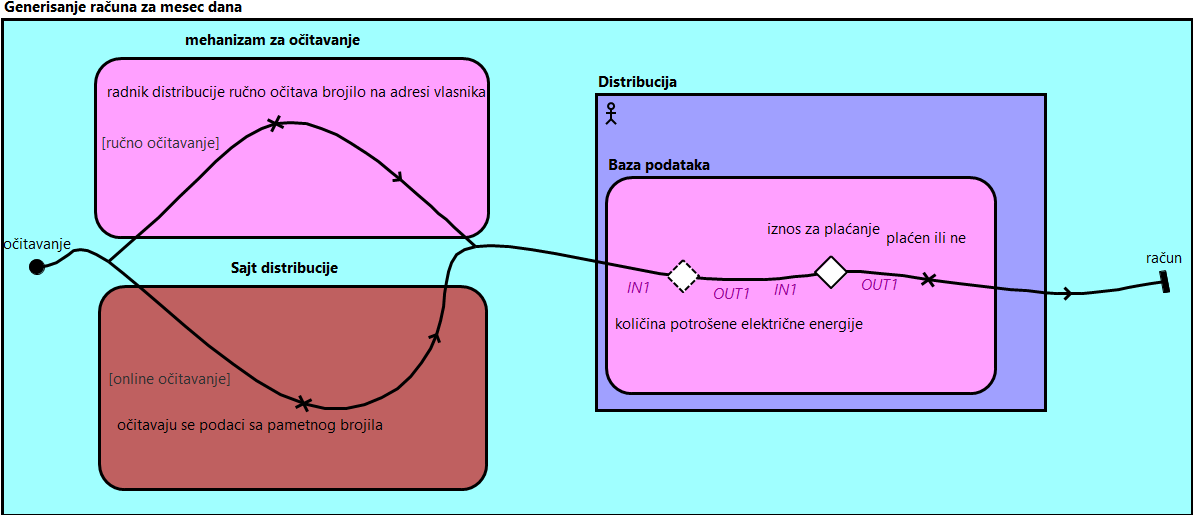 Generisanje računa za mesec dana
mehanizam za očitavanje
radnik distribucije ručno očitava brojilo na adresi vlasnika
[ručno očitavanje]
očitavanje
Sajt distribucije
[online očitavanje]
očitavaju se podaci sa pametnog brojila
Distribucija
Baza podataka
iznos za plaćanje
plaćen ili ne
IN1
OUT1
IN1
OUT1
količina potrošene električne energije
račun